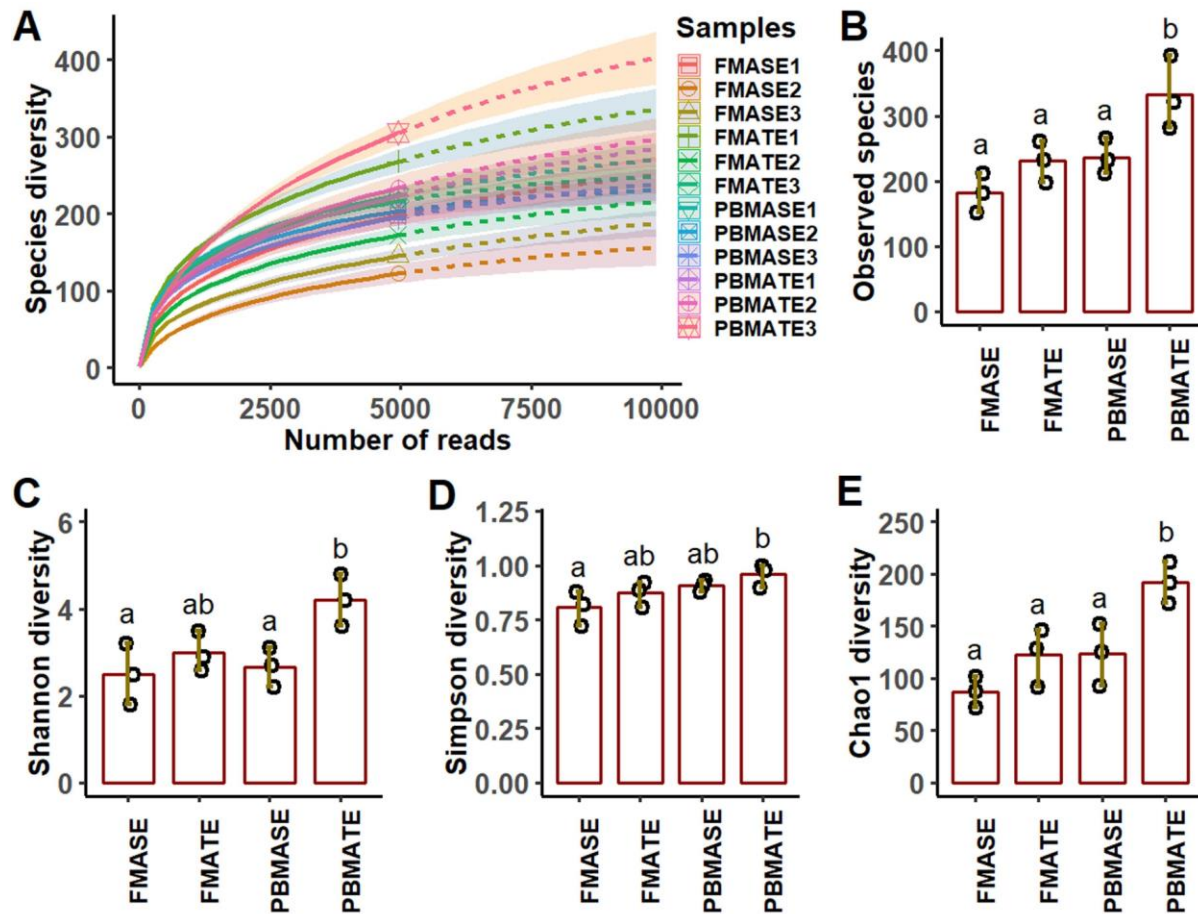 A
Species diversity
400
300
200
100
0
0 2500 5000 7500 10000
Number of reads
Samples
FMASE1
FMASE2
FMASE3
FMATE1
FMATE2
FMATE3
PBMASE1
PBMASE2
PBMASE3
PBMATE1
PBMATE2
PBMATE3
B
Observed species
400
300
200
100
0
a a a b
FMASE FMATE PBMASE PBMATE
C
Shannon diversity
6
4
2
0
a ab a b
FMASE FMATE PBMASE PBMATE
D
Simpson diversity
1.25
1.00
0.75
0.50
0.25
0.00
a ab ab b
FMASE FMATE PBMASE PBMATE
E
Chao1 diversity
250
200
150
100
50
0
a a a b
FMASE FMATE PBMASE PBMATE